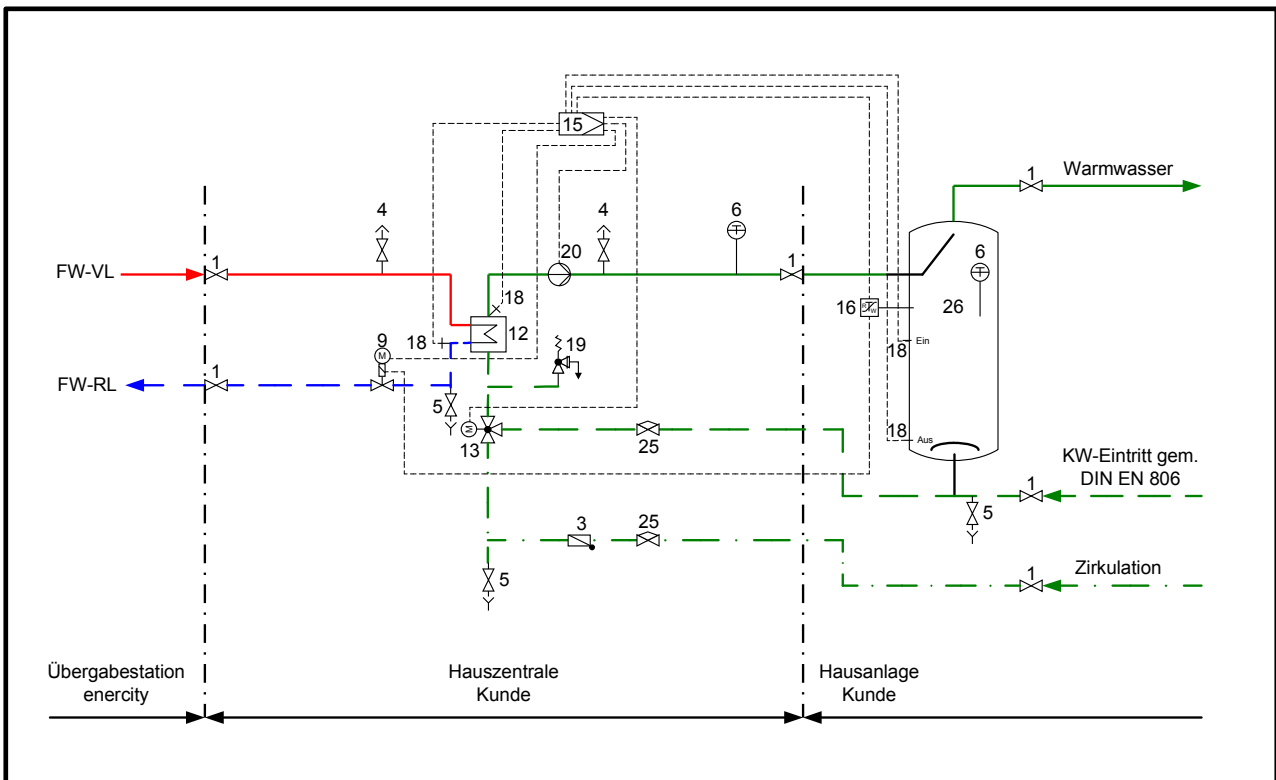 15
Warmwasser
1
4
4
6
20
6
FW-VL
1
1
18
16
R
T
W
26
12
18
9
M
19
Ein
18
FW-RL
1
5
M
13
25
18
Aus
KW-Eintritt gem.
DIN EN 806
1
5
3
25
Zirkulation
1
5
Übergabestation
enercity
Hauszentrale
Kunde
Hausanlage
Kunde